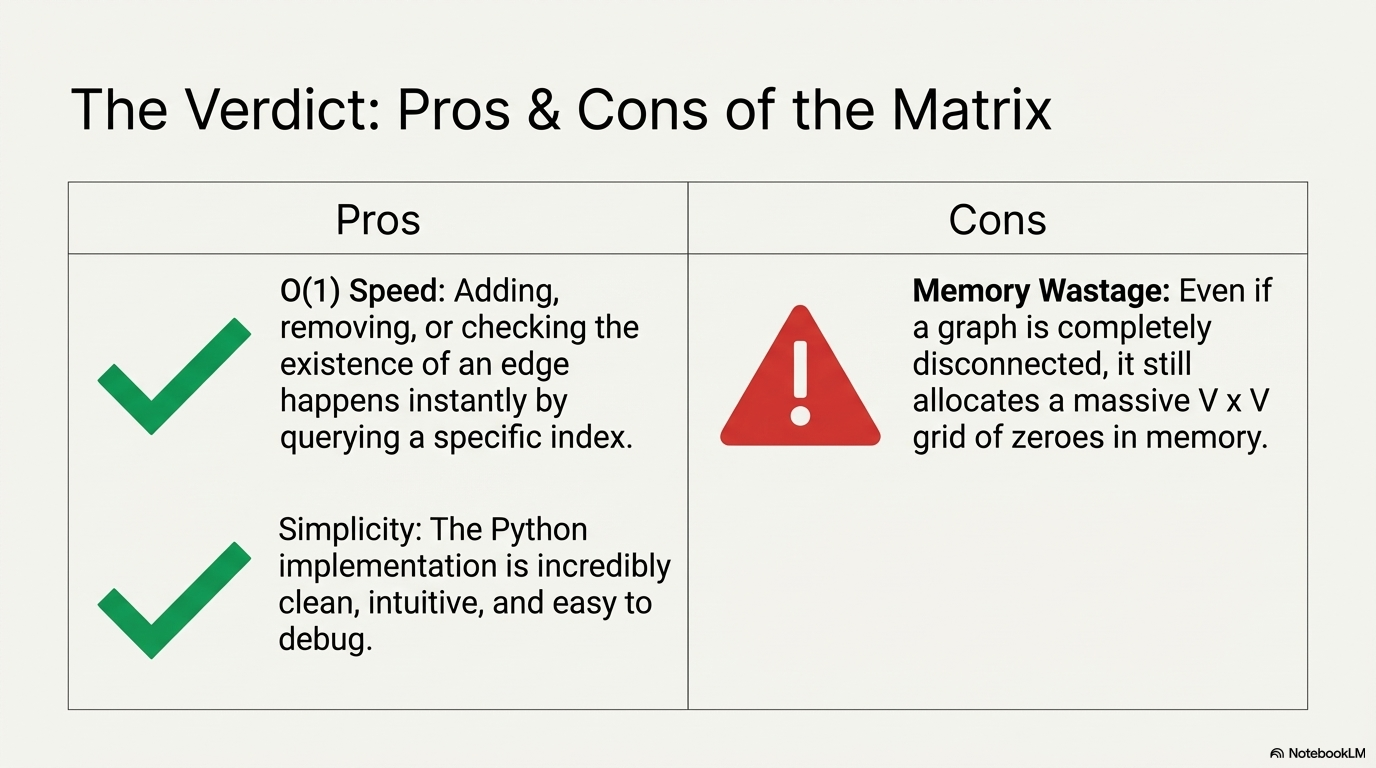 The Verdict: Pros & Cons of the Matrix
Pros
Cons
O(1) Speed: Adding,
removing, or checking the
existence of an edge
happens instantly by
querying a specific index.
Simplicity: The Python
implementation is incredibly
clean, intuitive, and easy to
debug.
Memory Wastage: Even if
a graph is completely
disconnected, it still
allocates a massive V x V
grid of zeroes in memory.
NotebookLM